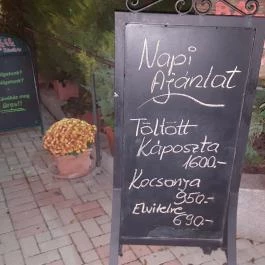 Napi
Ajánlat
Töltött
Káposzta
1600.-
Kocsonya
950.-
Elvitelre
690.-